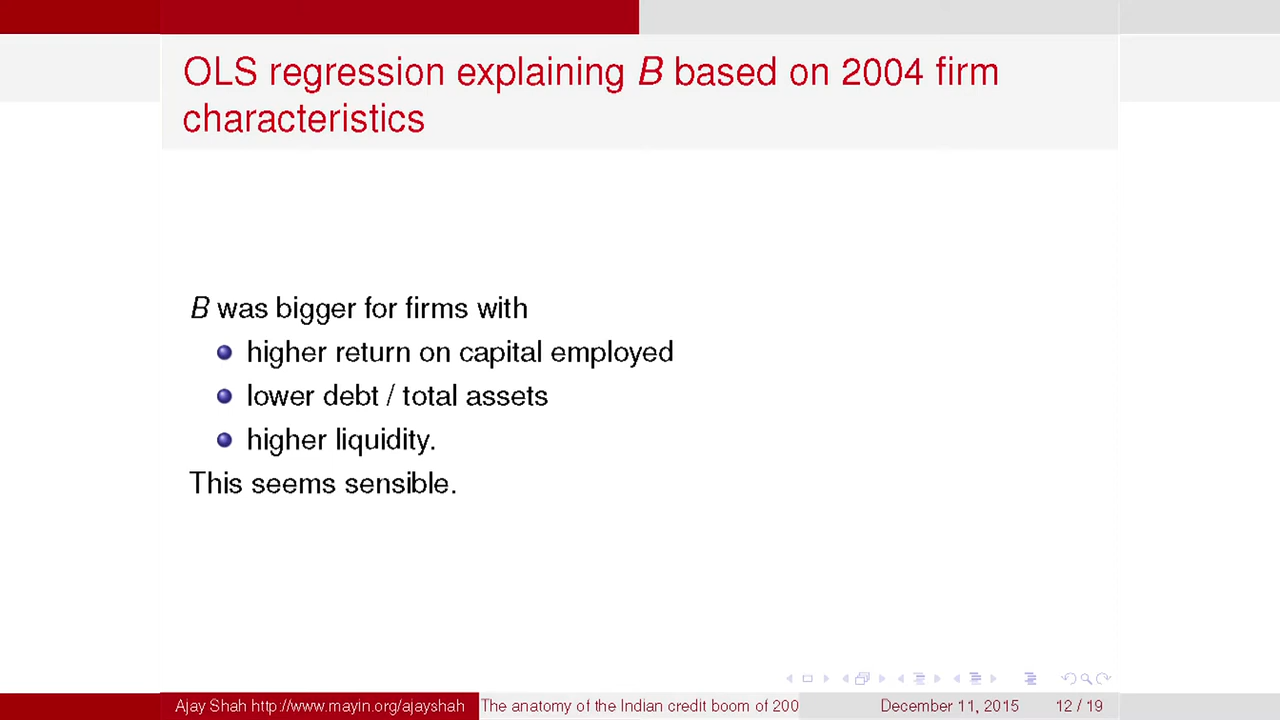 OLS regression explaining B based on 2004 firm
characteristics
B was bigger for firms with
higher return on capital employed
lower debt / total assets
higher liquidity.
This seems sensible.
Ajay Shah http://www.mayin.org/ajayshah The anatomy of the Indian credit boom of 200 December 11, 2015 12 / 19